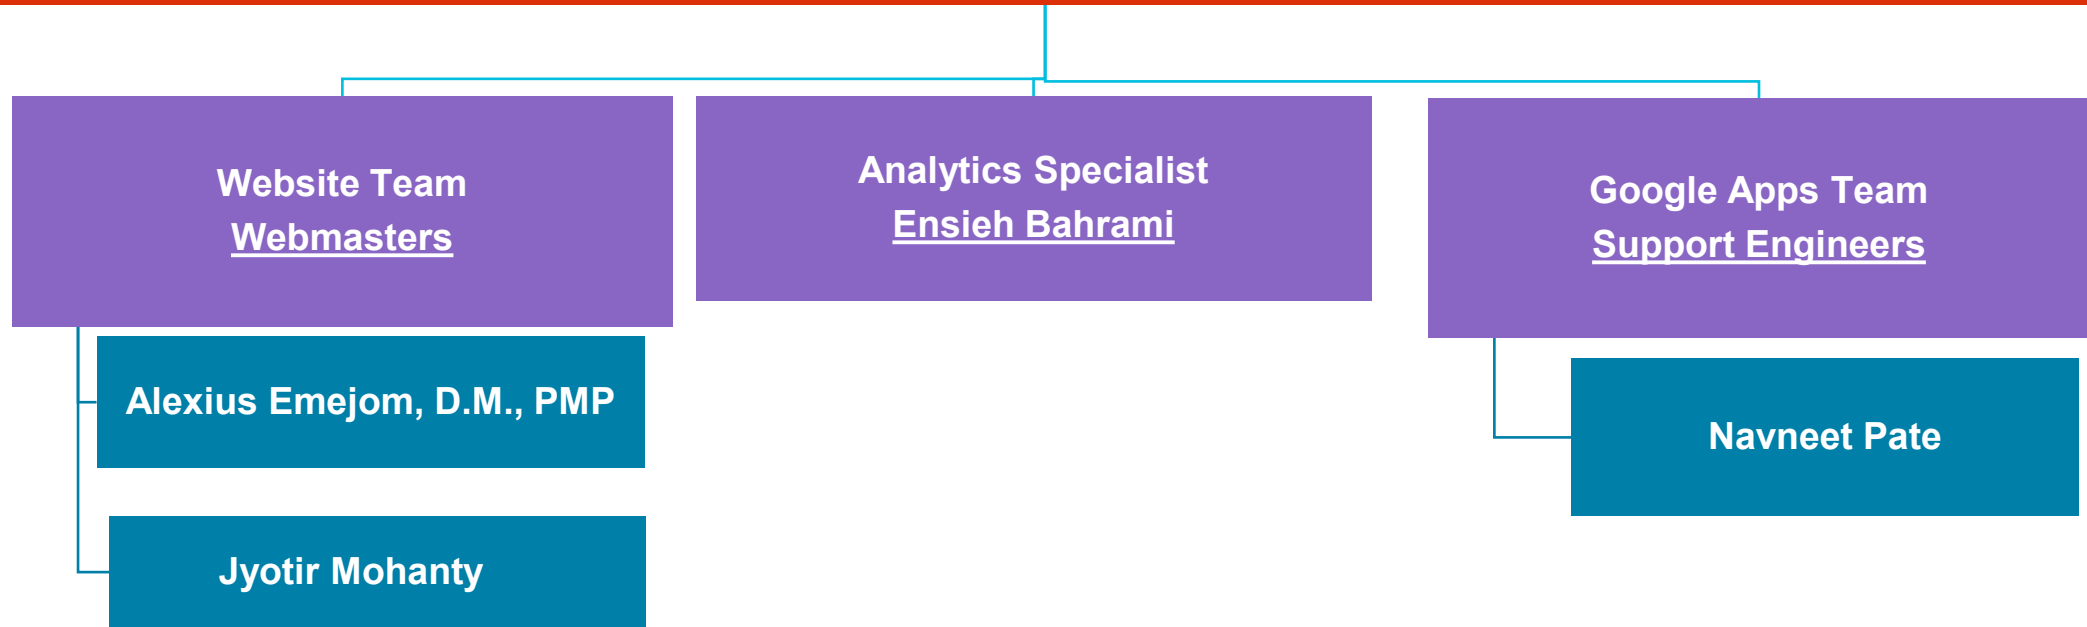 Website Team
Webmasters
Analytics Specialist
Ensieh Bahrami
Google Apps Team
Support Engineers
Alexius Emejom, D.M., PMP
Jyotir Mohanty
Navneet Pate